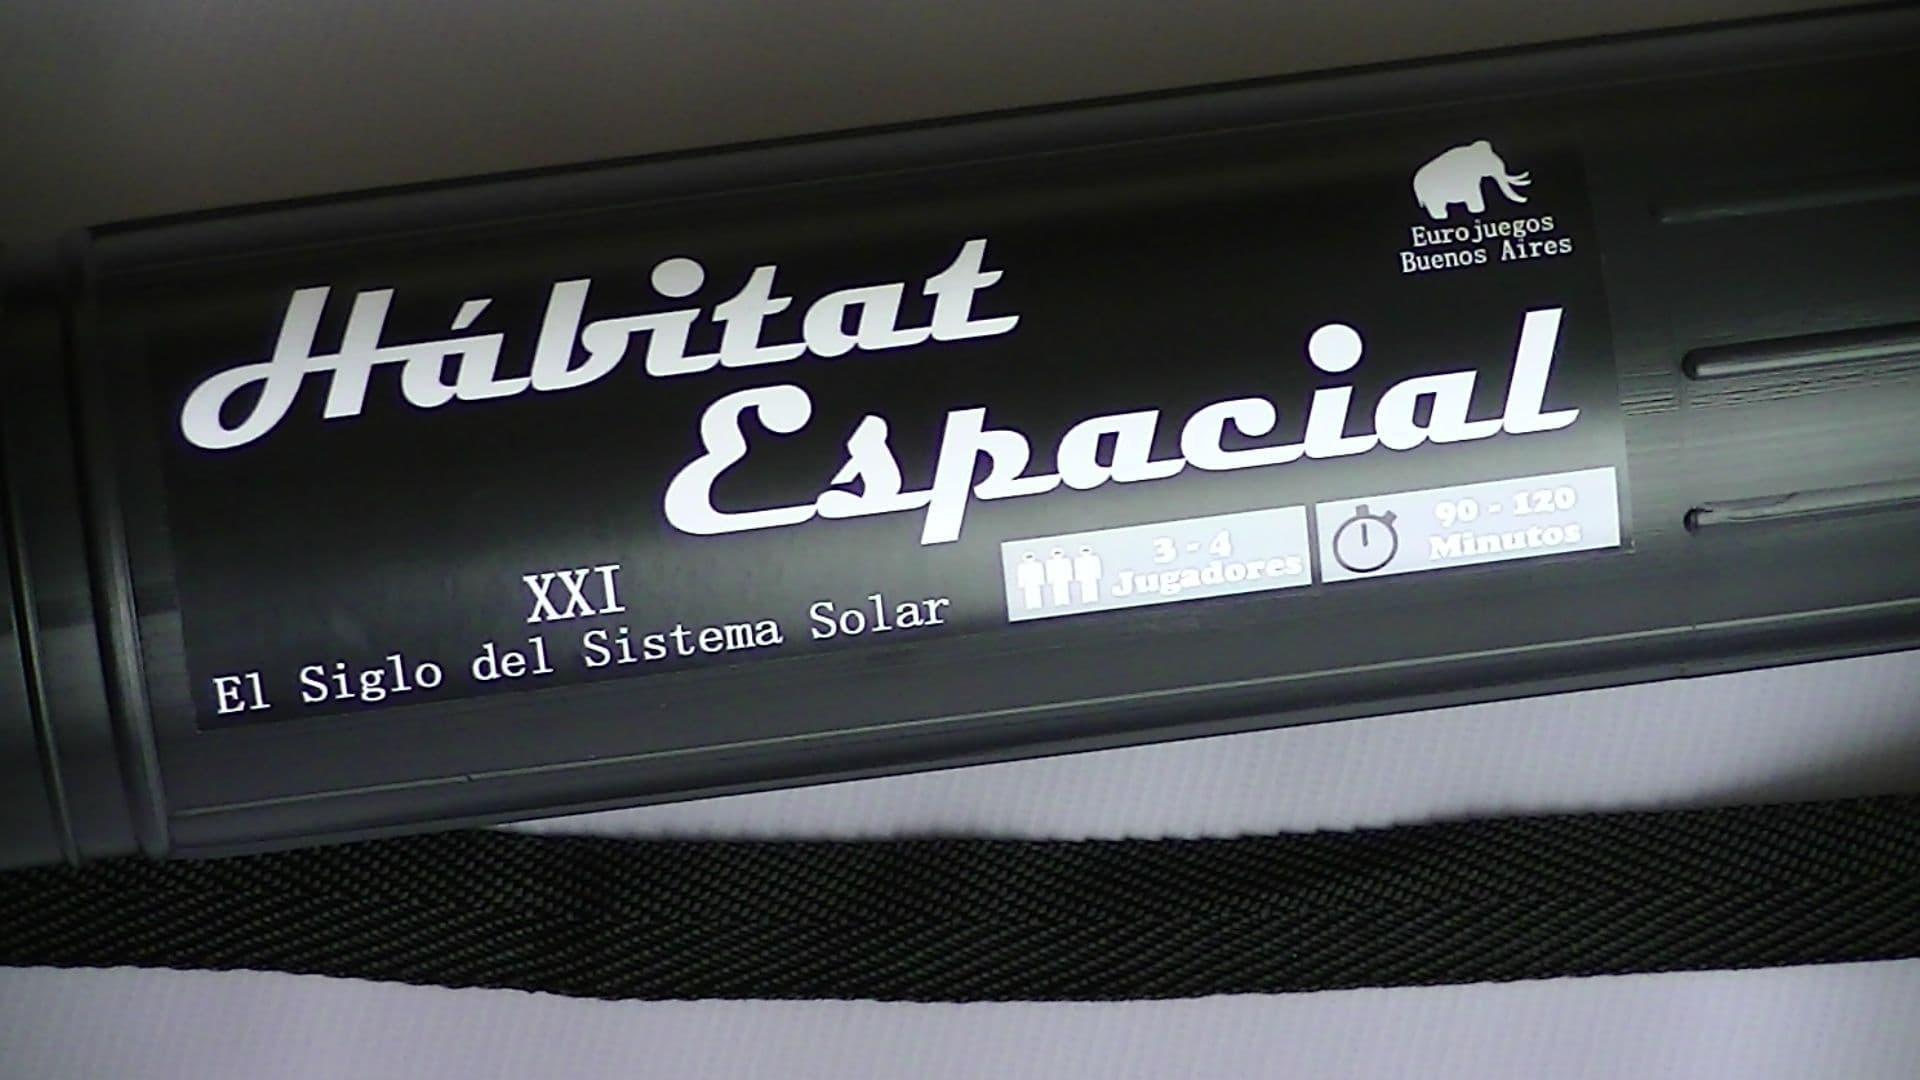 Eurojuegos
Buenos Aires
Hábitat
Espacial
XXI
El Siglo del Sistema Solar
3 - 4
Jugadores
90 - 120
Minutos